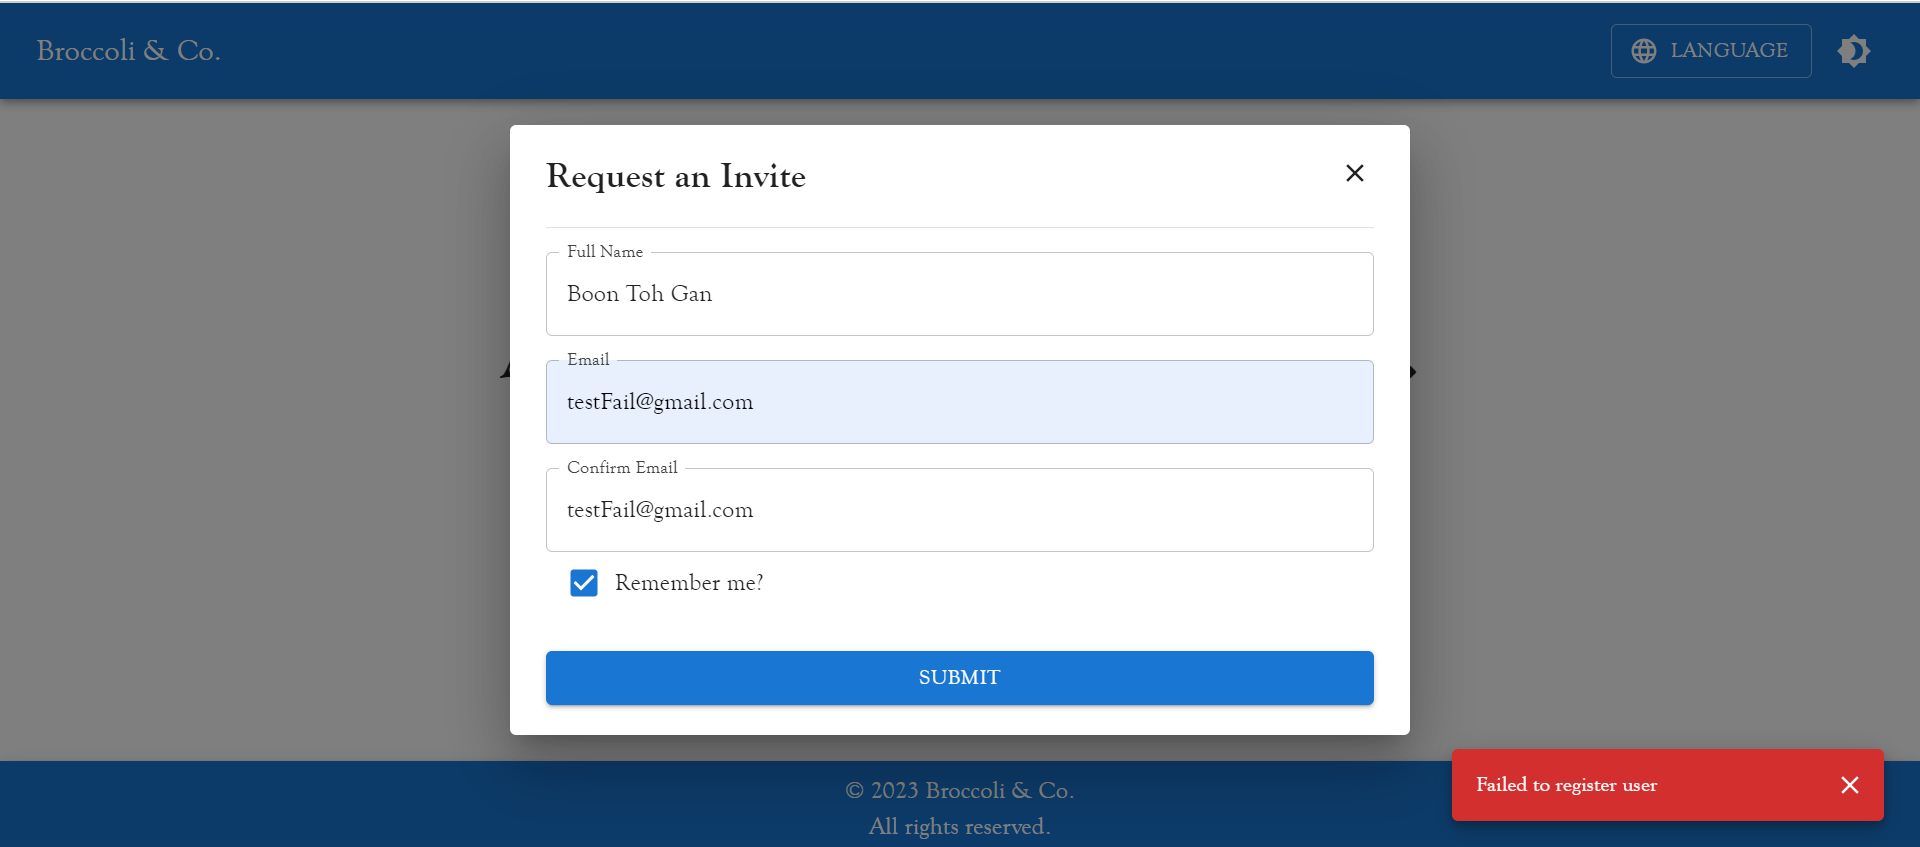 Broccoli & Co.
LANGUAGE
Request an Invite
Full Name
Boon Toh Gan
Email
testFail@gmail.com
Confirm Email
testFail@gmail.com
Remember me?
SUBMIT
Failed to register user
© 2023 Broccoli & Co.
All rights reserved.